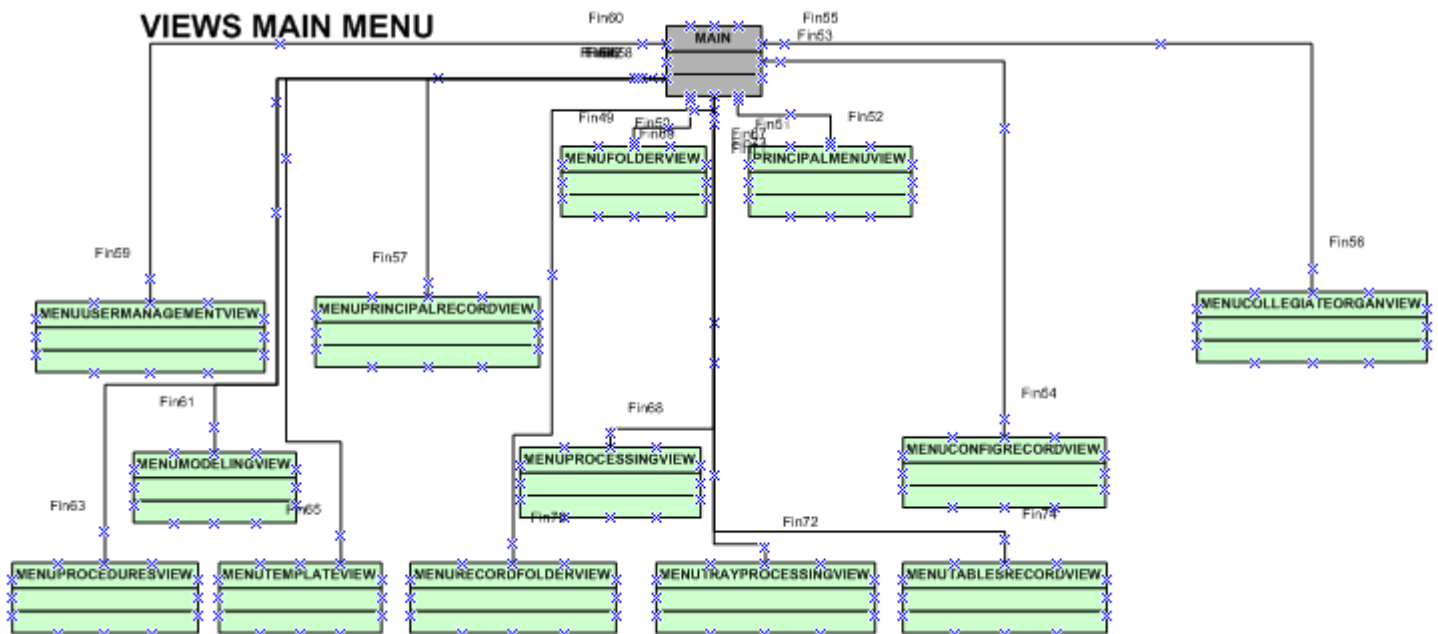 VIEWS MAIN MENU
Fin60
Fin55
MAIN
Fin53
Fin49
Fin51
Fin52
MENUFOLDERVIEW
PRINCIPALMENUVIEW
Fin59
Fin57
Fin56
MENUUSERMANAGEMENTVIEW
MENUPRINCIPALRECORDVIEW
MENUCOLLEGIATEORGANVIEW
Fin61
Fin68
Fin54
MENUMODELINGVIEW
MENUPROCESSINGVIEW
MENUCONFIGRECORDVIEW
Fin63
Fin65
Fin72
Fin74
MENUPROCEDURESVIEW
MENUTEMPLATEVIEW
MENURECORDFOLDERVIEW
MENUTRAYPROCESSINGVIEW
MENUTABLESRECORDVIEW